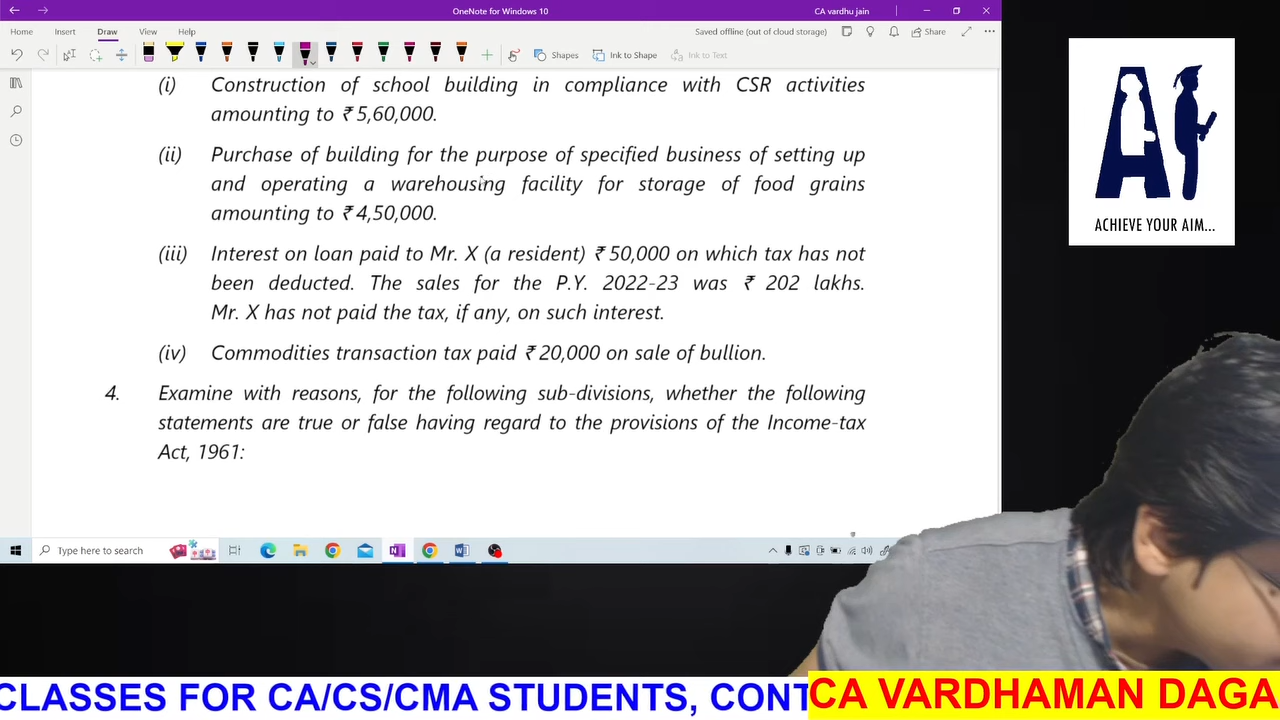 OneNote for Windows 10
CA vardhu jain
Home Insert Draw View Help
Saved offline (out of cloud storage) Share
Shapes Ink to Shape Ink to Text
(i) Construction of school building in compliance with CSR activities
amounting to ₹ 5,60,000.
(ii) Purchase of building for the purpose of specified business of setting up
and operating a warehousing facility for storage of food grains
amounting to ₹ 4,50,000.
(iii) Interest on loan paid to Mr. X (a resident) ₹ 50,000 on which tax has not
been deducted. The sales for the P.Y. 2022-23 was ₹ 202 lakhs.
Mr. X has not paid the tax, if any, on such interest.
(iv) Commodities transaction tax paid ₹ 20,000 on sale of bullion.
4. Examine with reasons, for the following sub-divisions, whether the following
statements are true or false having regard to the provisions of the Income-tax
Act, 1961:
Type here to search
A
ACHIEVE YOUR AIM...
CLASSES FOR CA/CS/CMA STUDENTS, CONT
CA VARDHAMAN DAGA